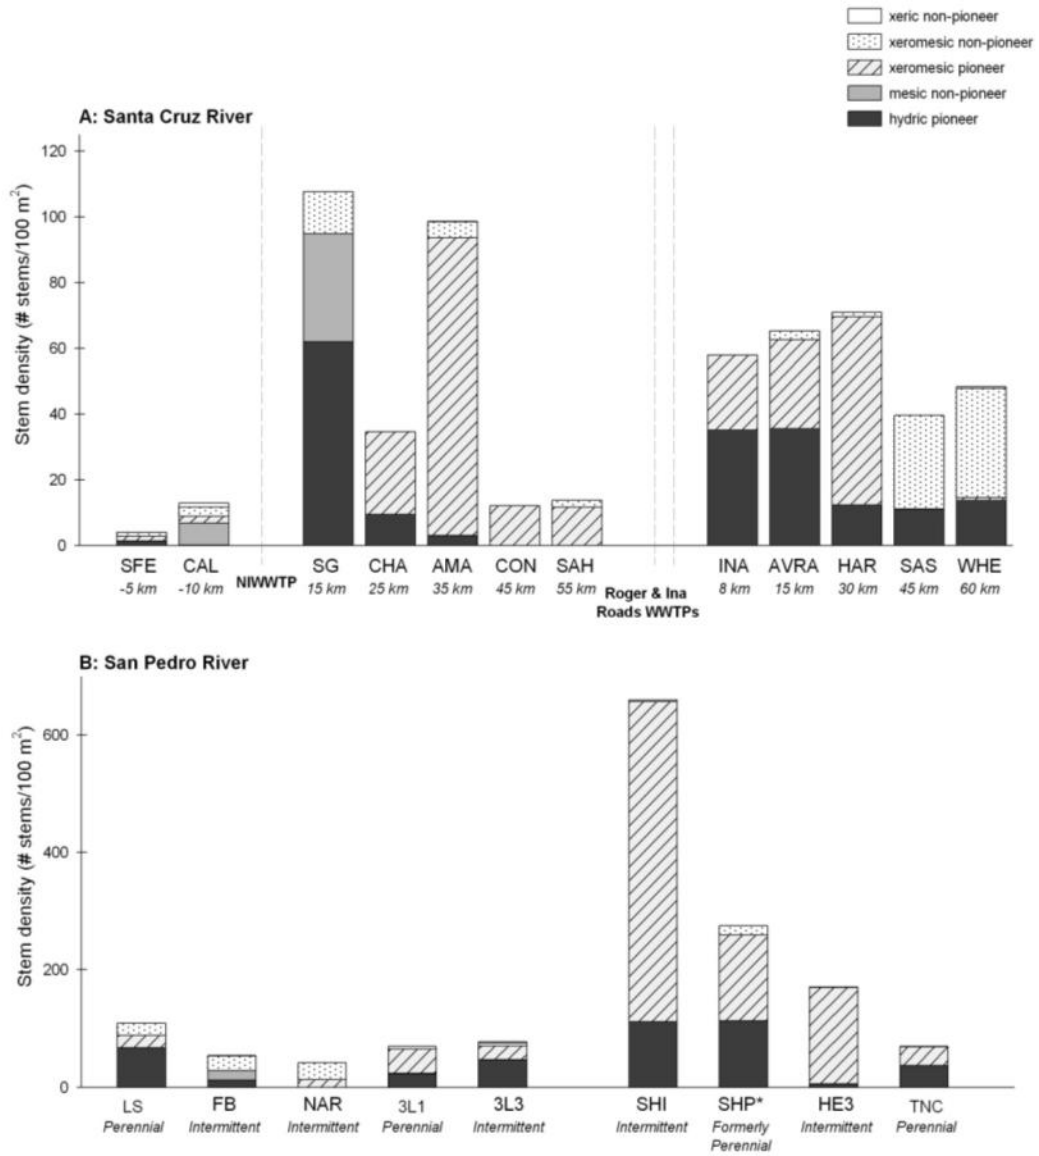 xeric non-pioneer
xeromesic non-pioneer
xeromesic pioneer
mesic non-pioneer
hydric pioneer
A: Santa Cruz River
Stem density (# stems/100 m²)
120
100
80
60
40
20
0
SFE CAL SG CHA AMA CON SAH INA AVRA HAR SAS WHE
-5 km -10 km NIWWTP 15 km 25 km 35 km 45 km 55 km Roger & Ina 8 km 15 km 30 km 45 km 60 km
Roads WWTPs
B: San Pedro River
Stem density (# stems/100 m²)
600
400
200
0
LS FB NAR 3L1 3L3 SHI SHP* HE3 TNC
Perennial Intermittent Intermittent Perennial Intermittent Intermittent Formerly Intermittent Perennial
Perennial